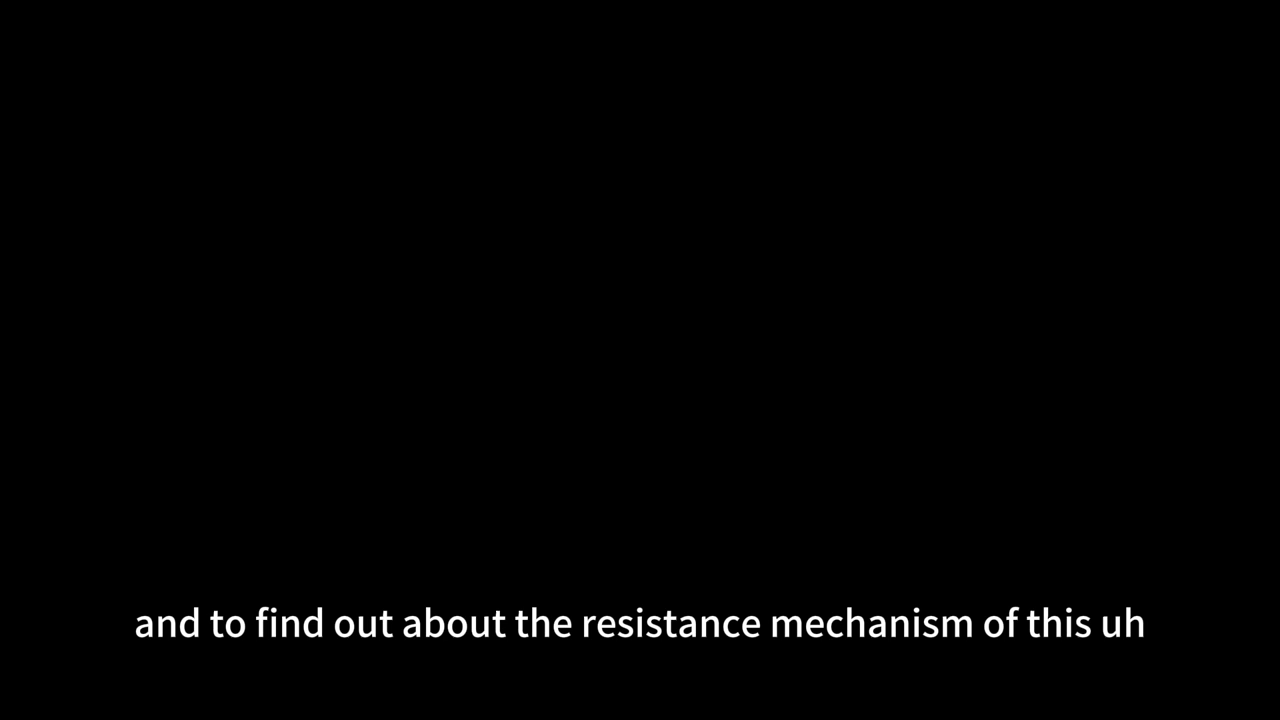 and to find out about the resistance mechanism of this uh